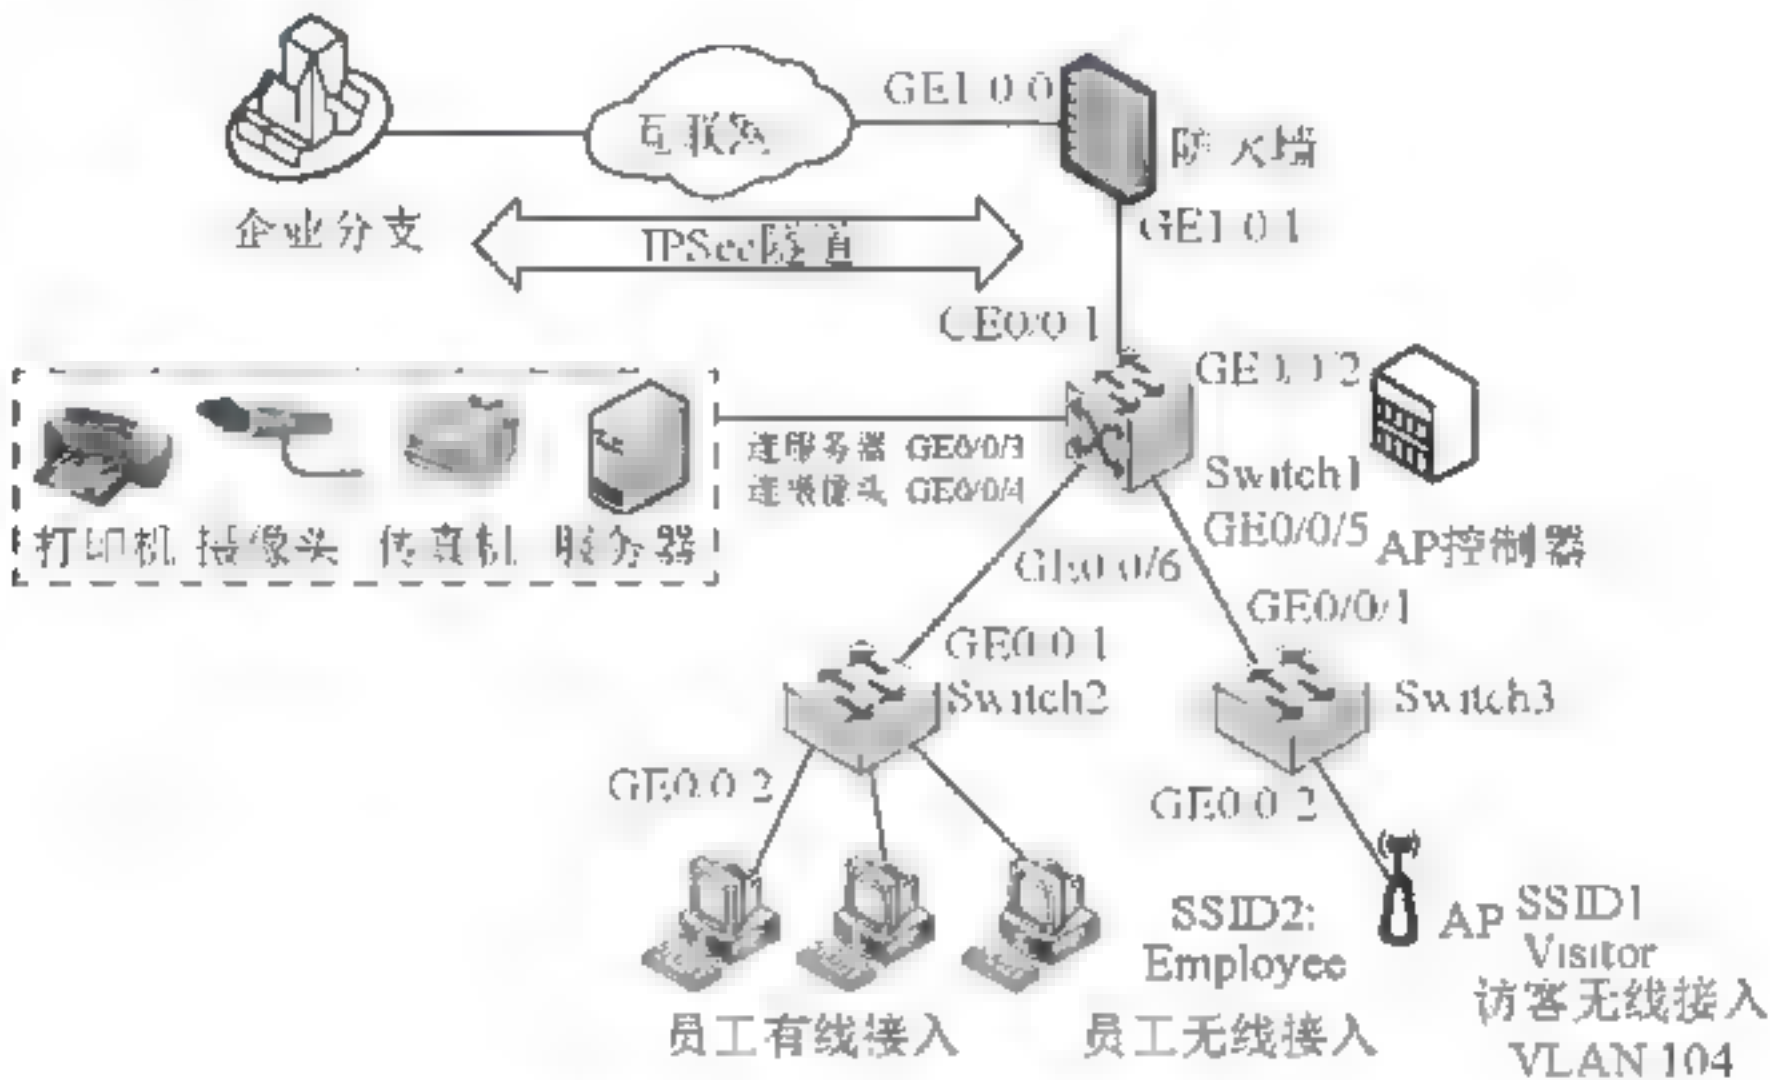 GE1 0 0
互联网
防火墙
企业分支
IPSec隧道
GE1 0 1
GE0/0 1
连服务器 GE0/0/3
连摄像头 GE0/0/4
Switch1
GE0/0/5
AP控制器
打印机 摄像头 传真机 服务器
GE0 0/6
GE0/0/1
GE0 0 1
Switch2
Switch3
GE0 0 2
GE0 0 2
SSID2:
Employee
AP
SSID1
Visitor
访客无线接入
VLAN 104
员工有线接入
员工无线接入